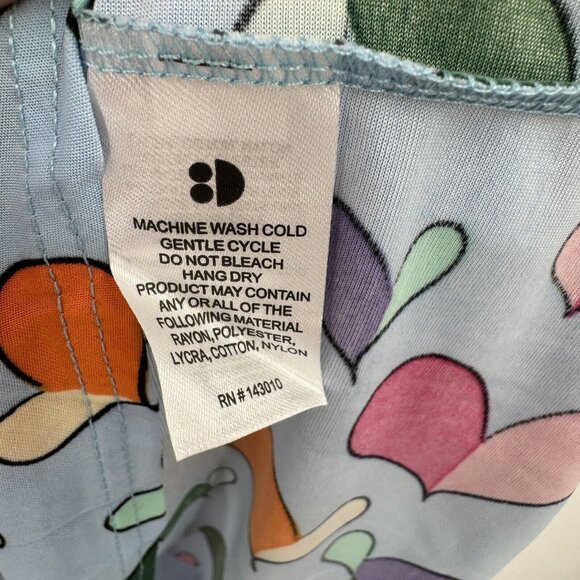 MACHINE WASH COLD
GENTLE CYCLE
DO NOT BLEACH
HANG DRY
PRODUCT MAY CONTAIN
ANY OR ALL OF THE
FOLLOWING MATERIAL
RAYON, POLYESTER,
LYCRA, COTTON, NYLON
RN # 143010